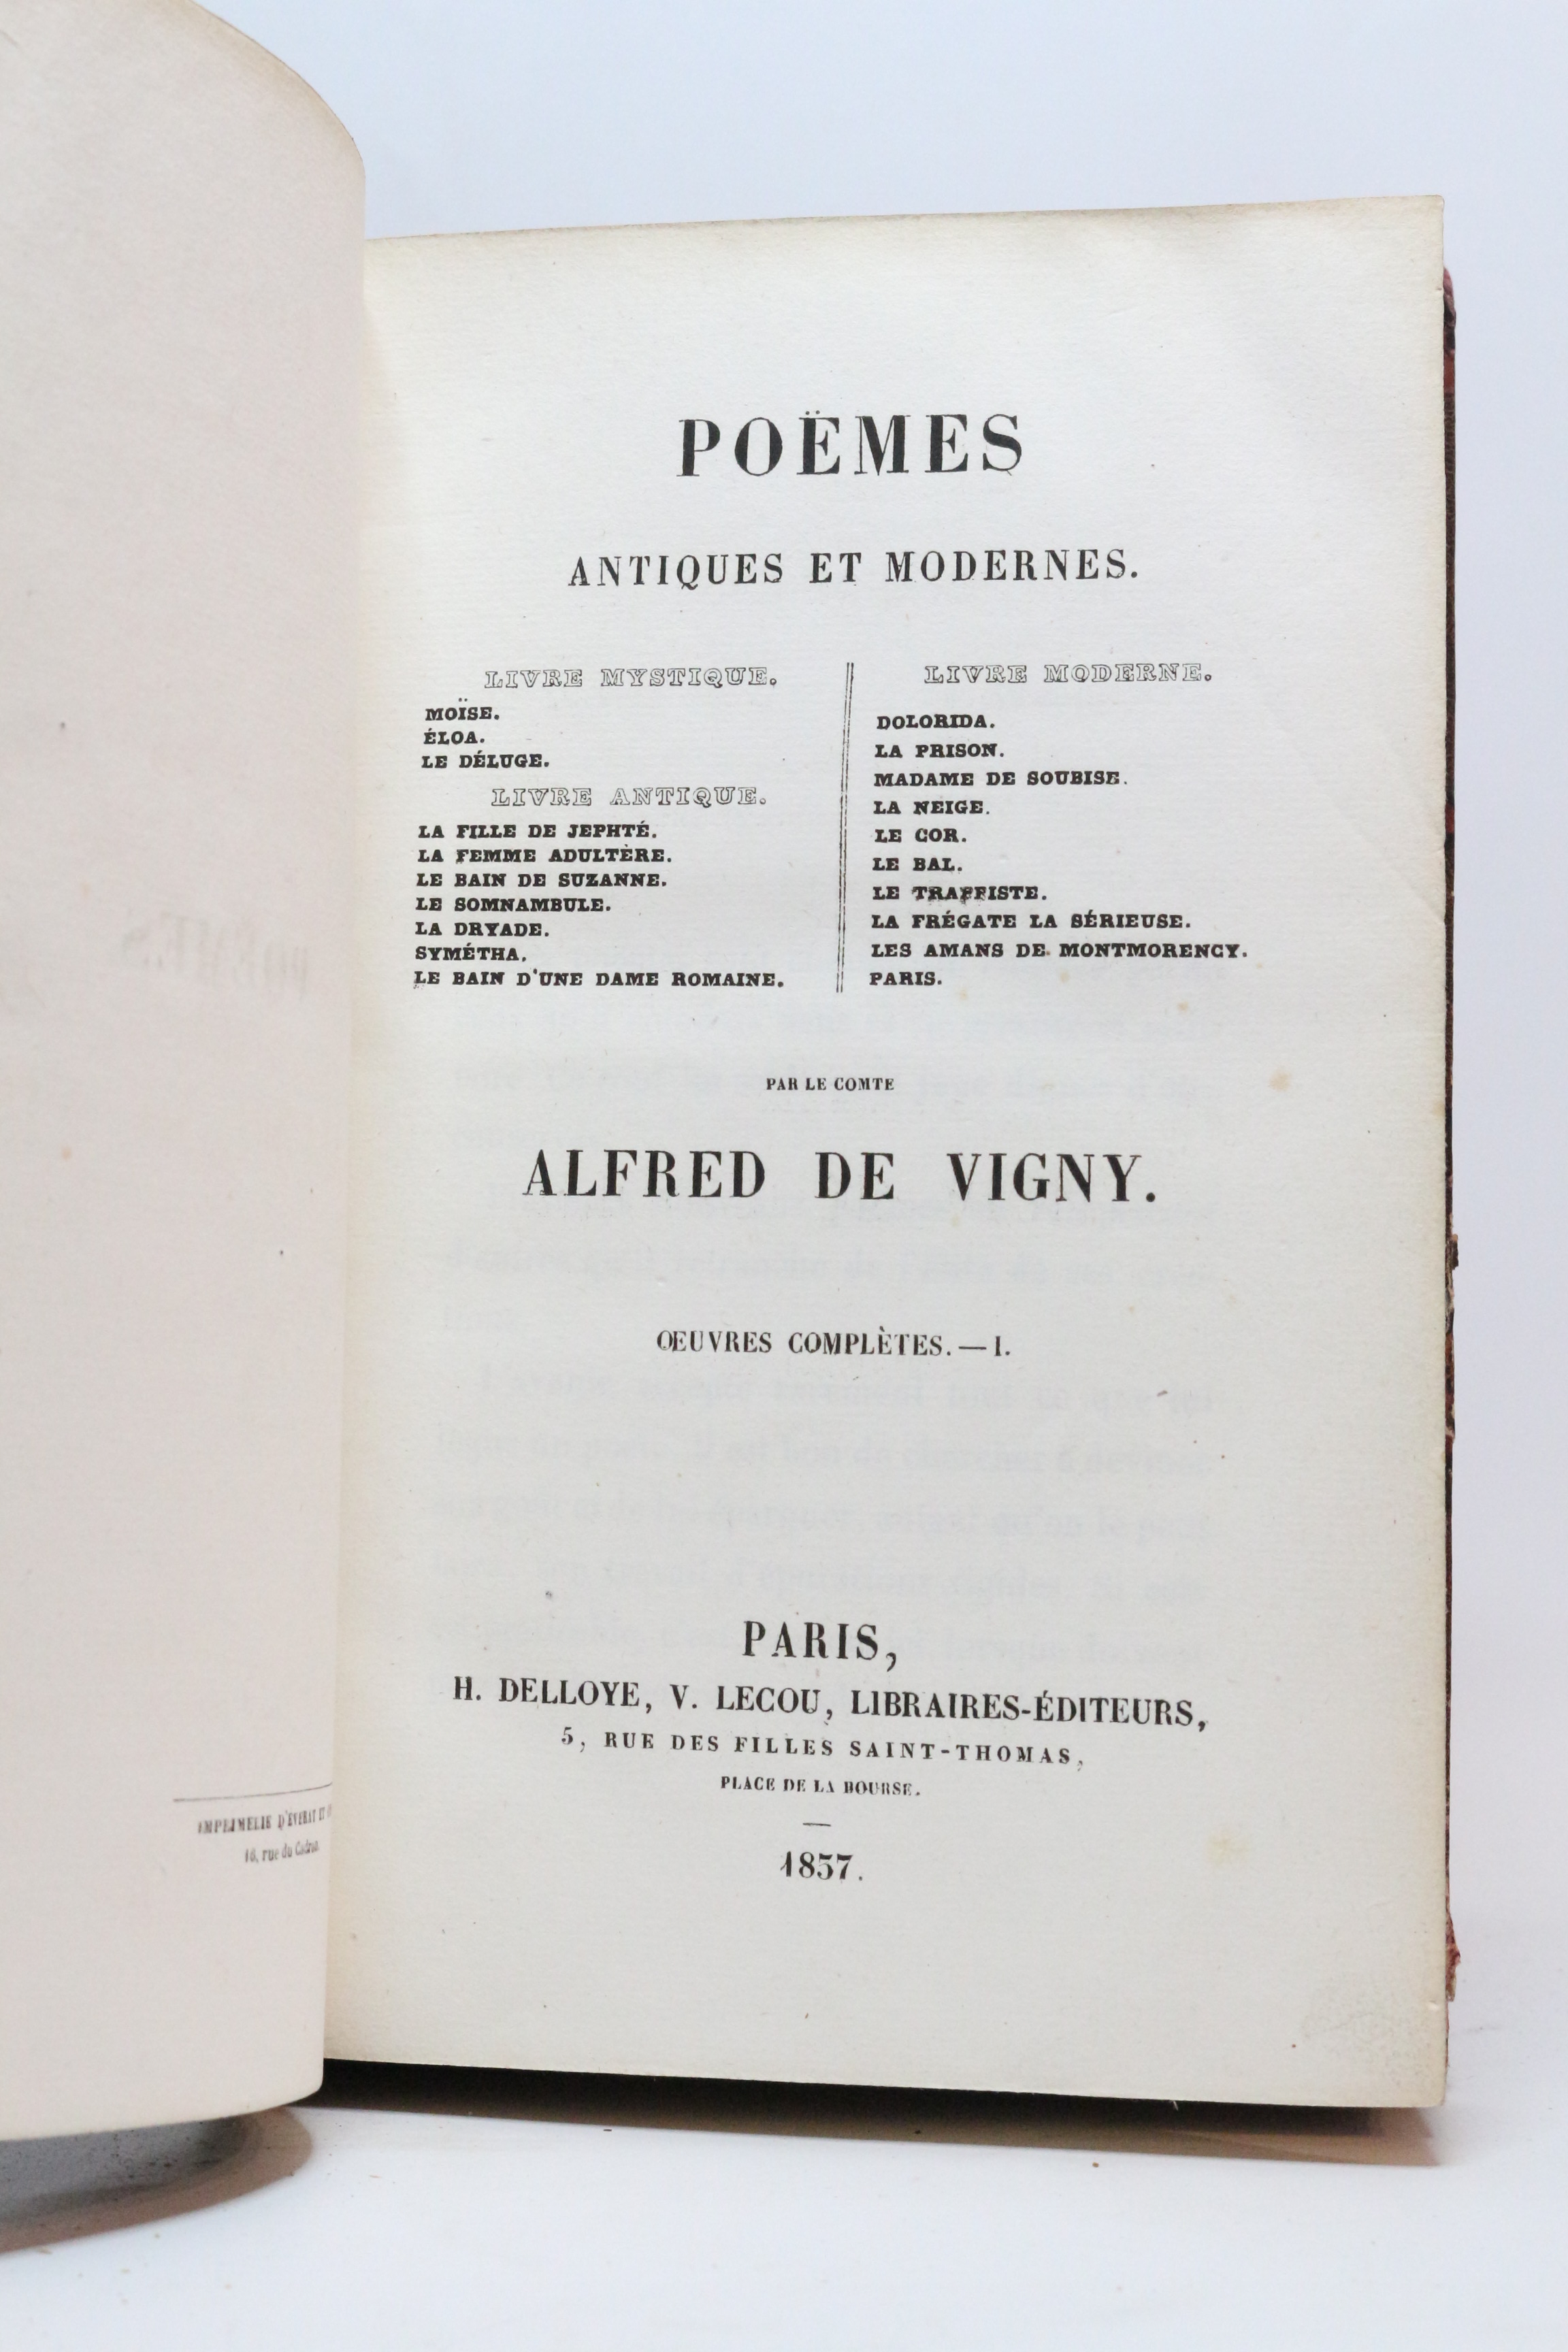 POËMES
ANTIQUES ET MODERNES.
LIVRE MYSTIQUE.
MOÏSE.
ÉLOA.
LE DÉLUGE.
LIVRE ANTIQUE.
LA FILLE DE JEPHTÉ.
LA FEMME ADULTÈRE.
LE BAIN DE SUZANNE.
LE SOMNAMBULE.
LA DRYADE.
SYMÉTHA.
LE BAIN D'UNE DAME ROMAINE.
LIVRE MODERNE.
DOLORIDA.
LA PRISON.
MADAME DE SOUBISE.
LA NEIGE.
LE COR.
LE BAL.
LE TRAPPISTE.
LA FRÉGATE LA SÉRIEUSE.
LES AMANS DE MONTMORENCY.
PARIS.
PAR LE COMTE
ALFRED DE VIGNY.
ŒUVRES COMPLÈTES. — I.
PARIS,
H. DELLOYE, V. LECOU, LIBRAIRES-ÉDITEURS,
5, RUE DES FILLES SAINT-THOMAS,
PLACE DE LA BOURSE.
1837.
IMPRIMERIE D'ÉVERAT ET
16, rue du Cadran.